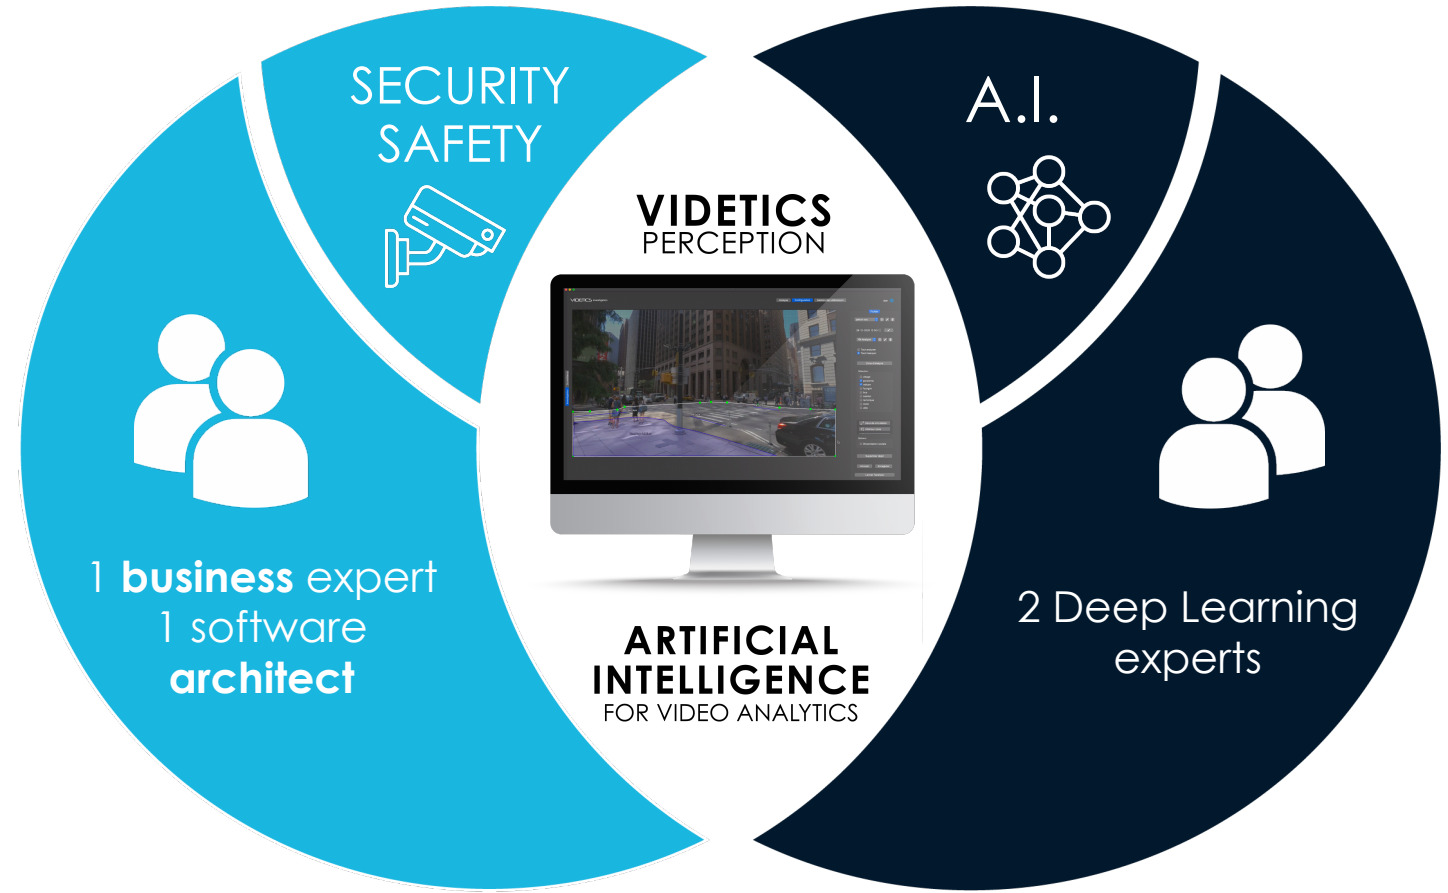 SECURITY
SAFETY
A.I.
VIDETICS
PERCEPTION
VIDETICS
1 business expert
1 software
architect
2 Deep Learning
experts
ARTIFICIAL
INTELLIGENCE
FOR VIDEO ANALYTICS